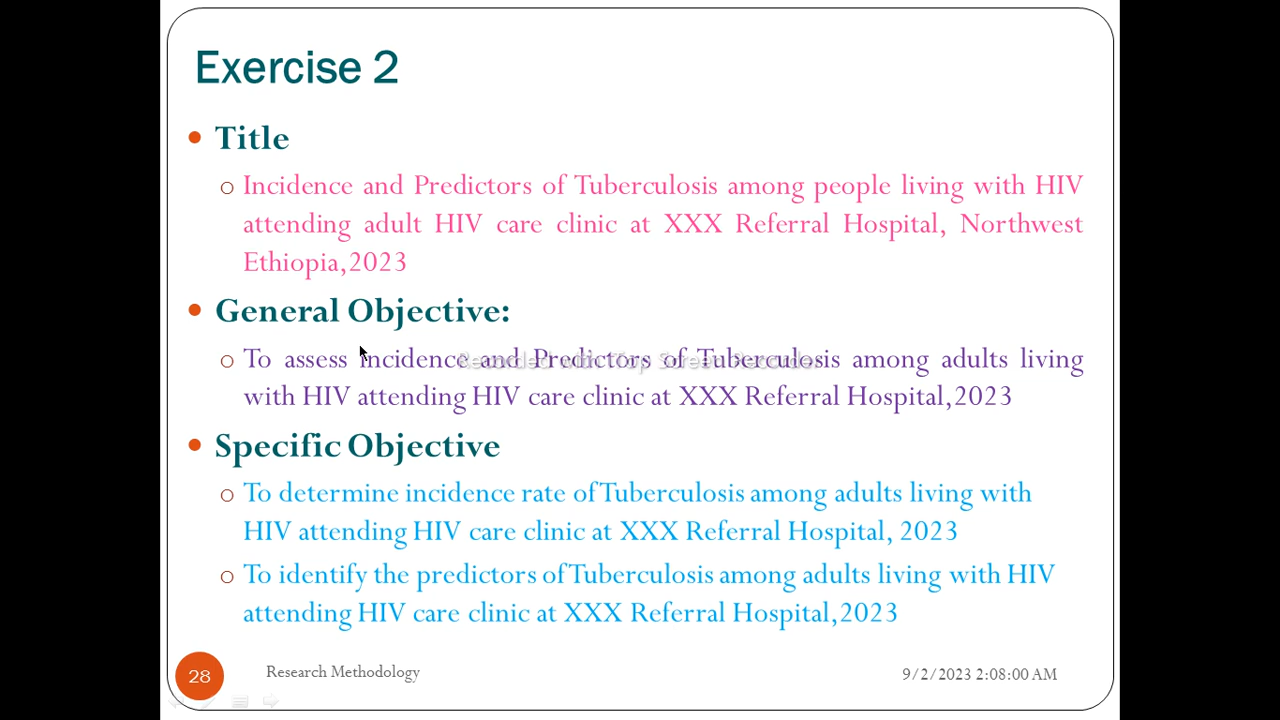 Exercise 2
Title
Incidence and Predictors of Tuberculosis among people living with HIV
attending adult HIV care clinic at XXX Referral Hospital, Northwest
Ethiopia,2023
General Objective:
To assess incidence and Predictors of Tuberculosis among adults living
Recorded with iTop Screen Recorder
with HIV attending HIV care clinic at XXX Referral Hospital,2023
Specific Objective
To determine incidence rate of Tuberculosis among adults living with
HIV attending HIV care clinic at XXX Referral Hospital, 2023
To identify the predictors of Tuberculosis among adults living with HIV
attending HIV care clinic at XXX Referral Hospital,2023
28
Research Methodology
9/2/2023 2:08:00 AM